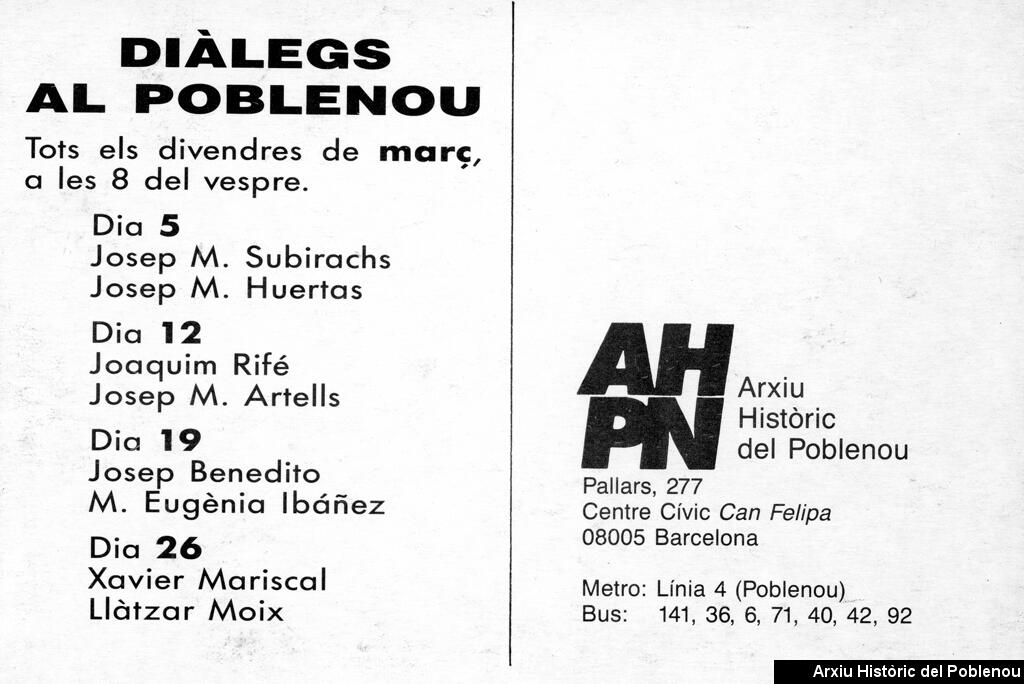 DIÀLEGS
AL POBLENOU
Tots els divendres de març,
a les 8 del vespre.
Dia 5
Josep M. Subirachs
Josep M. Huertas
Dia 12
Joaquim Rifé
Josep M. Artells
Dia 19
Josep Benedito
M. Eugènia Ibáñez
Dia 26
Xavier Mariscal
Llàtzar Moix
AH
PN
Arxiu
Històric
del Poblenou
Pallars, 277
Centre Cívic Can Felipa
08005 Barcelona
Metro: Línia 4 (Poblenou)
Bus: 141, 36, 6, 71, 40, 42, 92
Arxiu Històric del Poblenou